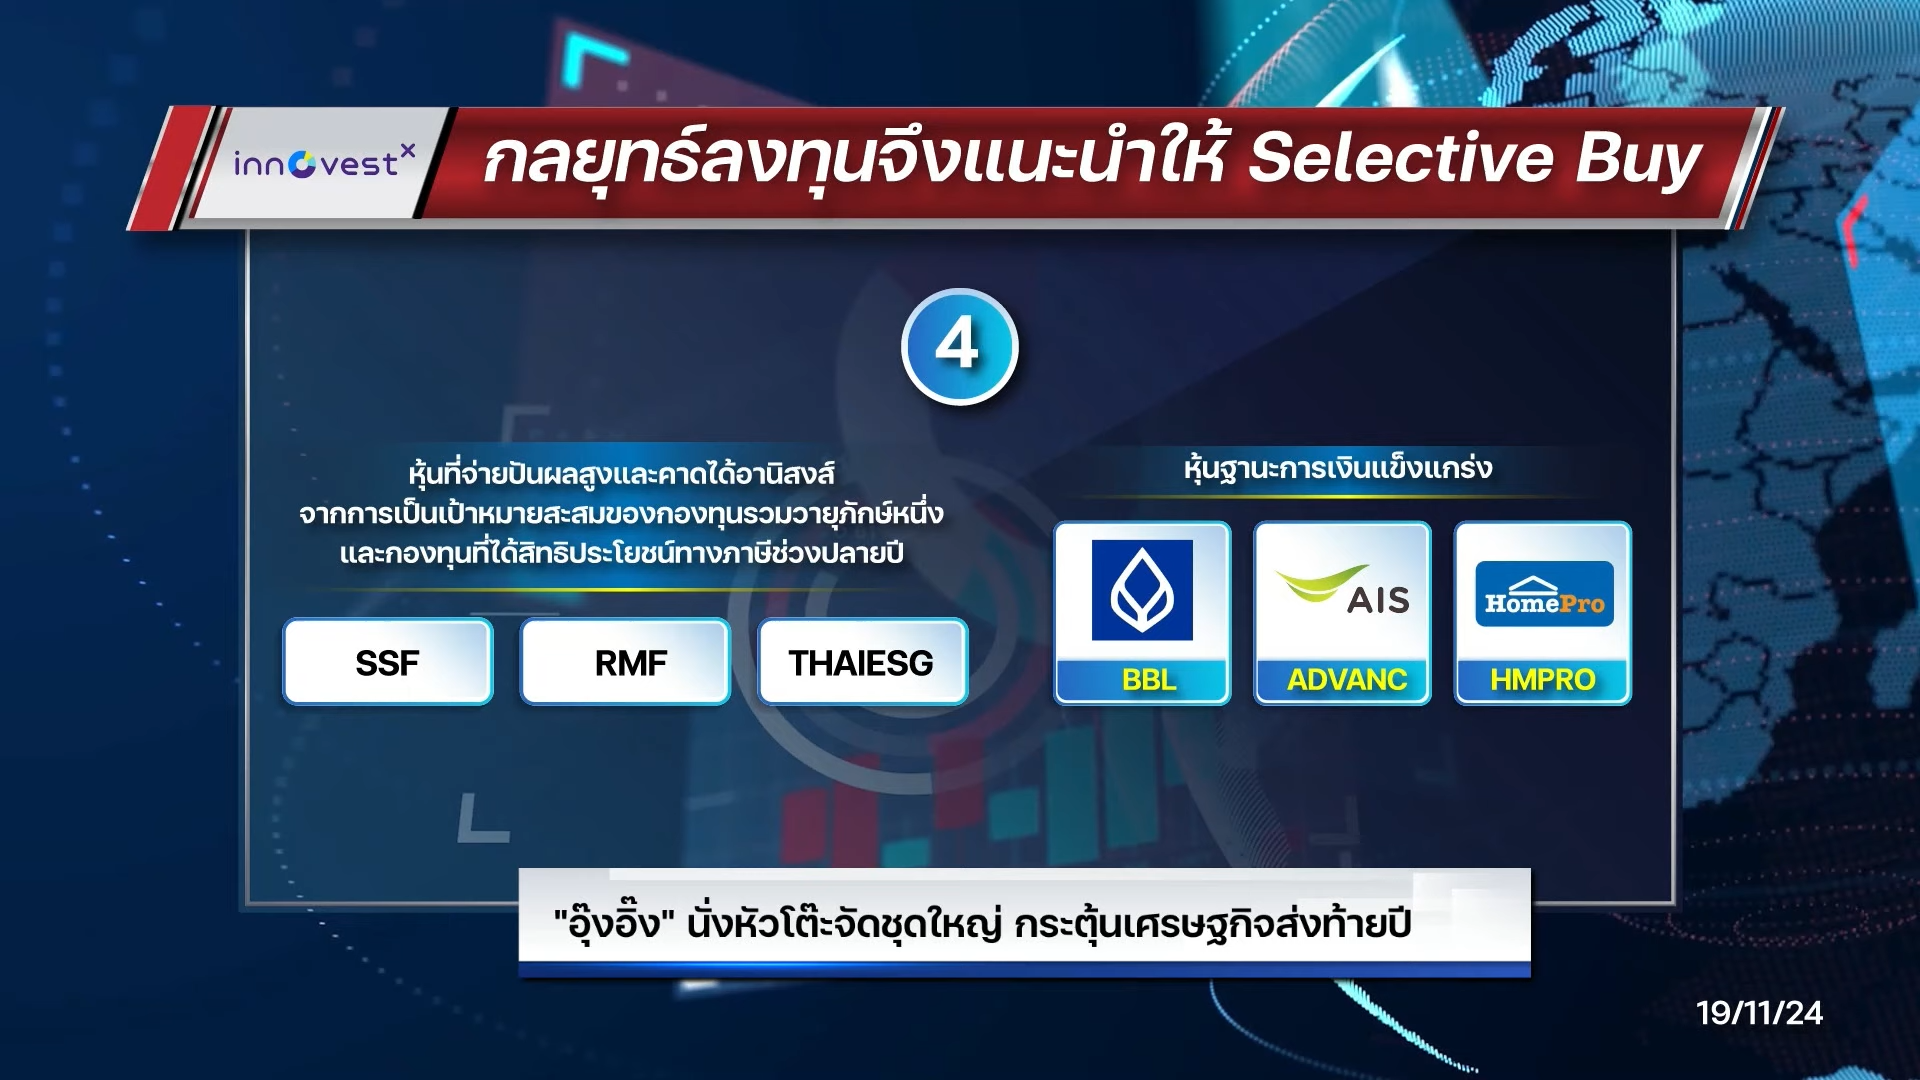 innovestx
กลยุทธ์ลงทุนจึงแนะนำให้ Selective Buy
4
หุ้นที่จ่ายปันผลสูงและคาดได้อานิสงส์
จากการเป็นเป้าหมายสะสมของกองทุนรวมวายุภักษ์หนึ่ง
และกองทุนที่ได้สิทธิประโยชน์ทางภาษีช่วงปลายปี
SSF
RMF
THAIESG
หุ้นฐานะการเงินแข็งแกร่ง
AIS
HomePro
BBL
ADVANC
HMPRO
"อุ๊งอิ๊ง" นั่งหัวโต๊ะจัดชุดใหญ่ กระตุ้นเศรษฐกิจส่งท้ายปี
19/11/24